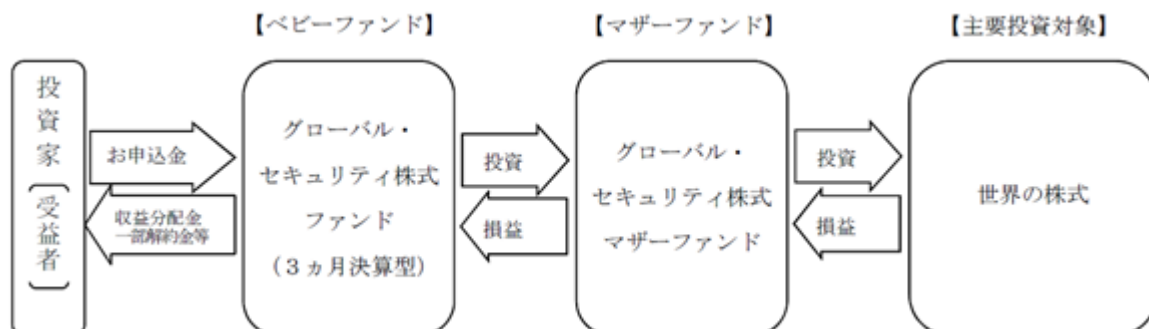 【ベビーファンド】
【マザーファンド】
【主要投資対象】
投資家(受益者)
お申込金
収益分配金
一部解約金等
グローバル・
セキュリティ株式
ファンド
(3ヵ月決算型)
投資
損益
グローバル・
セキュリティ株式
マザーファンド
投資
損益
世界の株式